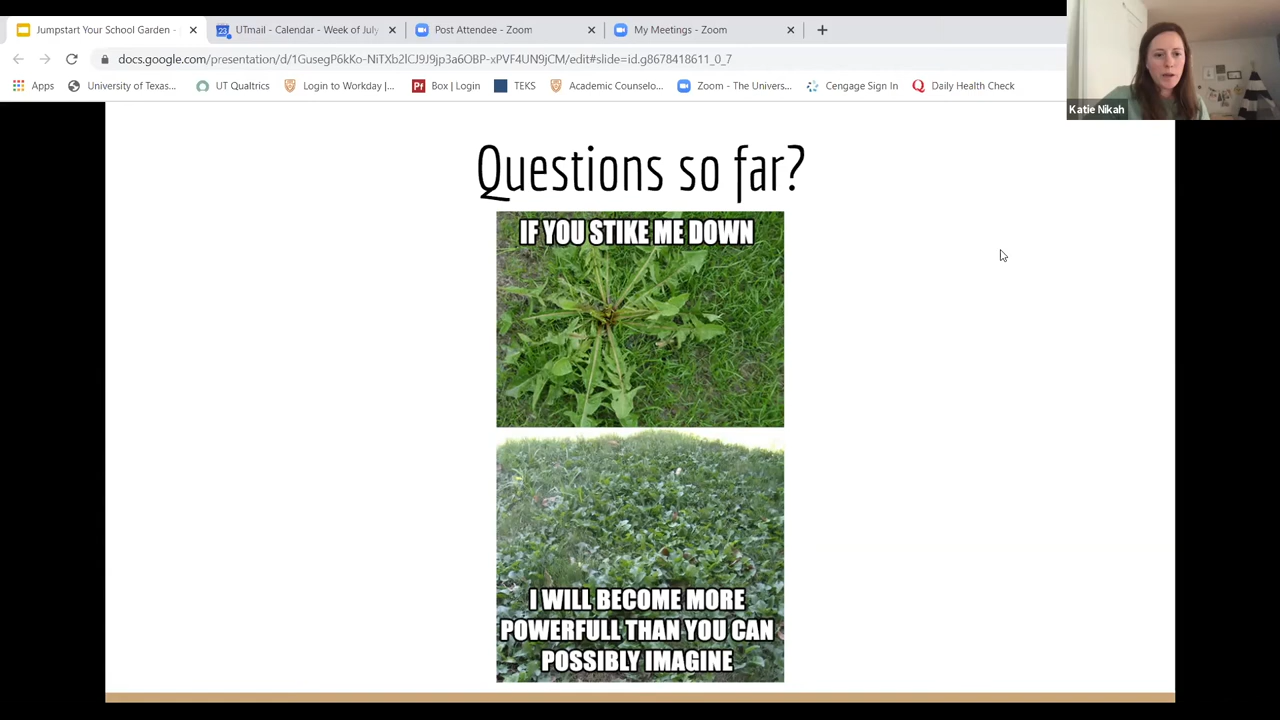 Jumpstart Your School Garden -
UTmail - Calendar - Week of July
Post Attendee - Zoom
My Meetings - Zoom
docs.google.com/presentation/d/1GusegP6kKo-NiTXb2lCJ9J9jp3a6OBP-xPVF4UN9jCM/edit#slide=id.g8678418611_0_7
Apps
University of Texas...
UT Qualtrics
Login to Workday |...
Box | Login
TEKS
Academic Counselo...
Zoom - The Univers...
Cengage Sign In
Daily Health Check
Katie Nikah
Questions so far?
IF YOU STIKE ME DOWN
I WILL BECOME MORE
POWERFULL THAN YOU CAN
POSSIBLY IMAGINE